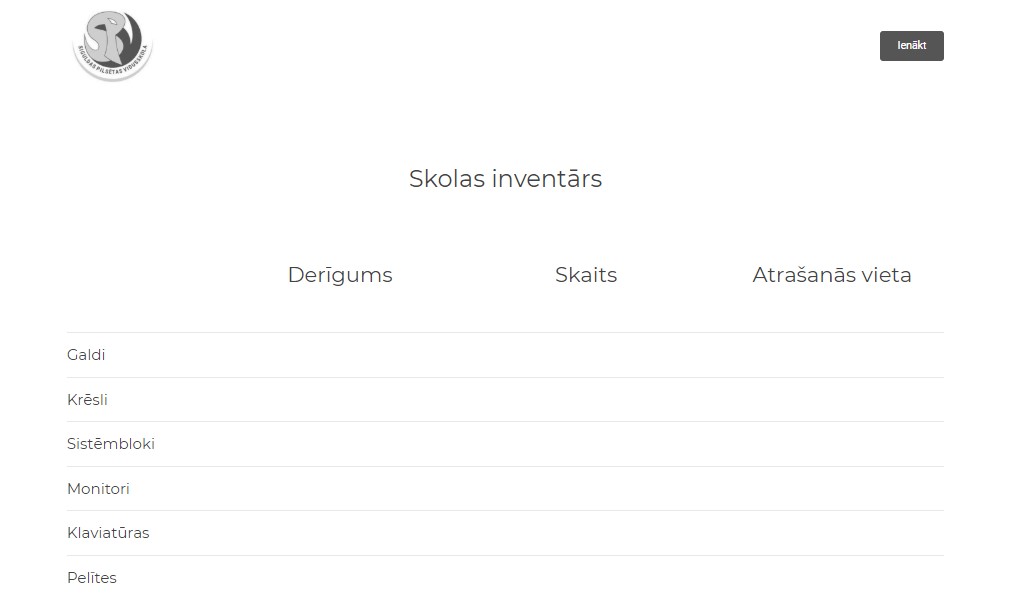 SIGULDAS PILSĒTAS VIDUSSKOLA
Ienākt
Skolas inventārs
Derīgums Skaits Atrašanās vieta
Galdi
Krēsli
Sistēmbloki
Monitori
Klaviatūras
Pelītes